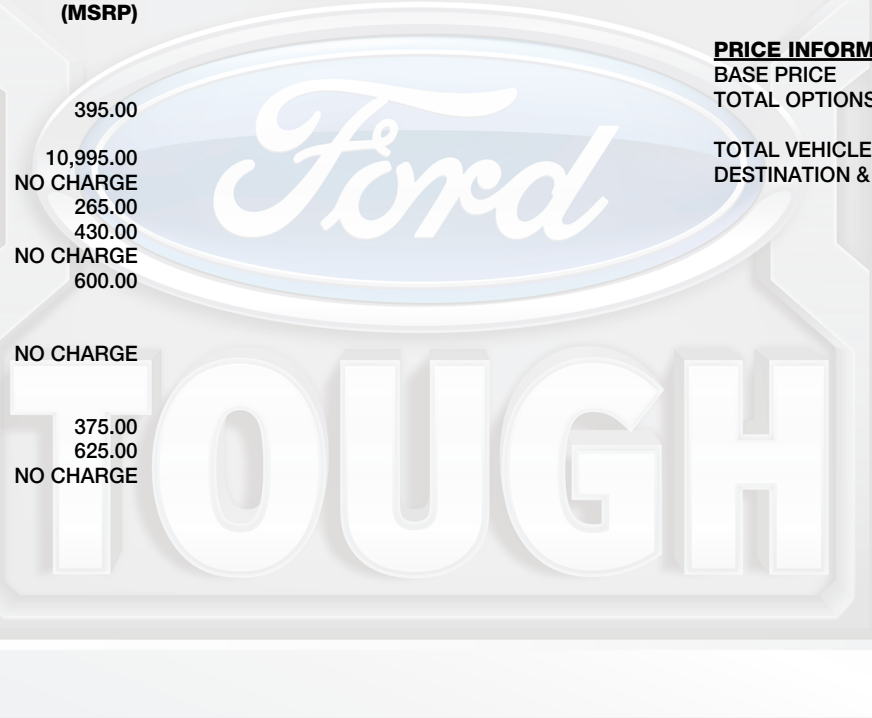 (MSRP)
395.00
10,995.00
NO CHARGE
265.00
430.00
NO CHARGE
600.00
NO CHARGE
375.00
625.00
NO CHARGE
PRICE INFORM
BASE PRICE
TOTAL OPTIONS
TOTAL VEHICLE
DESTINATION &
Ford
TOUGH